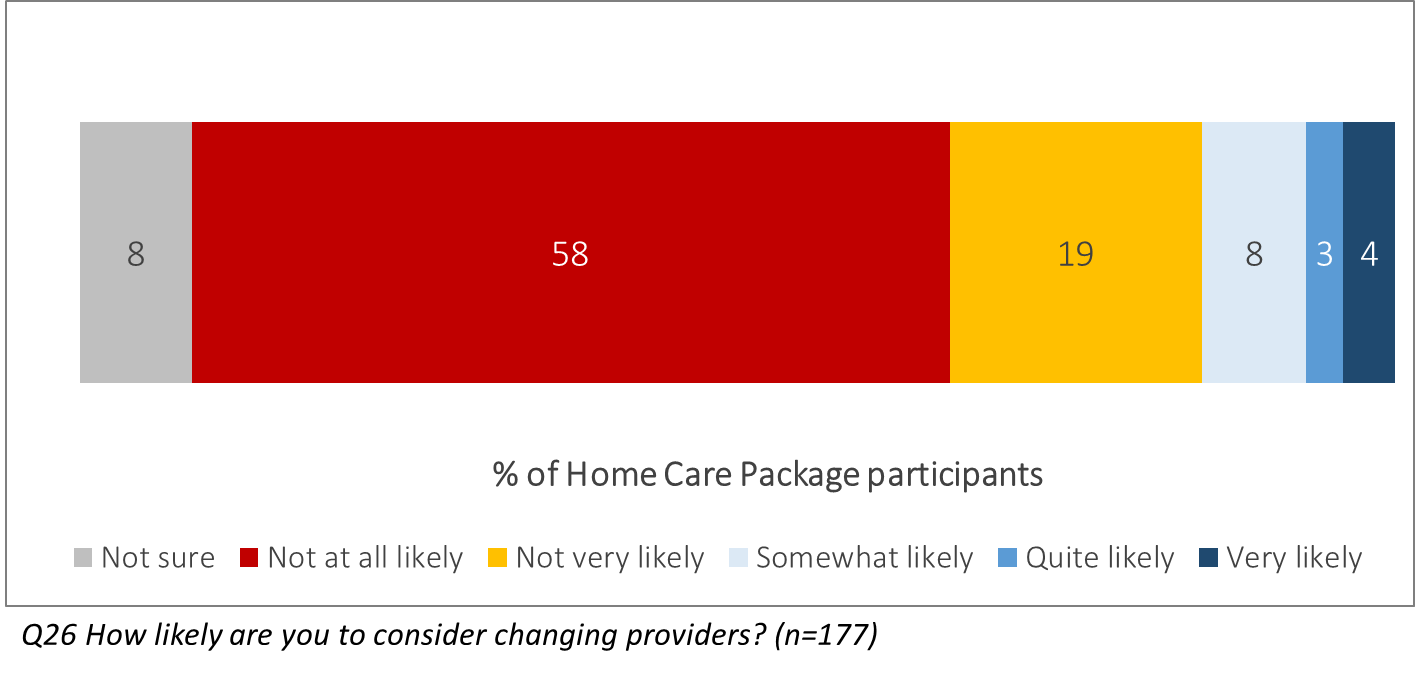 8 58 19 8 3 4
% of Home Care Package participants
Not sure Not at all likely Not very likely Somewhat likely Quite likely Very likely
Q26 How likely are you to consider changing providers? (n=177)